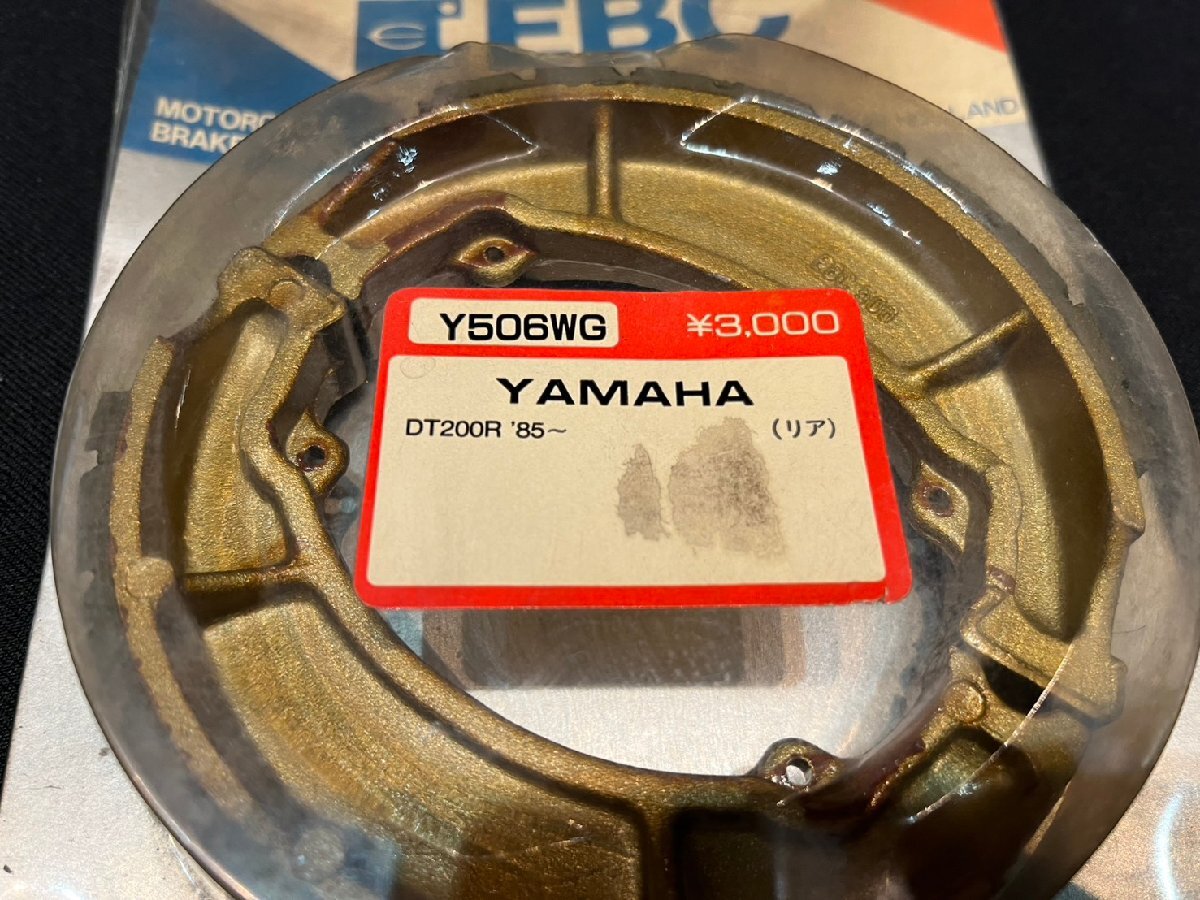 EBC
MOTORC
BRAKE
LAND
Y506WG ¥3,000
YAMAHA
DT200R '85～ (リア)